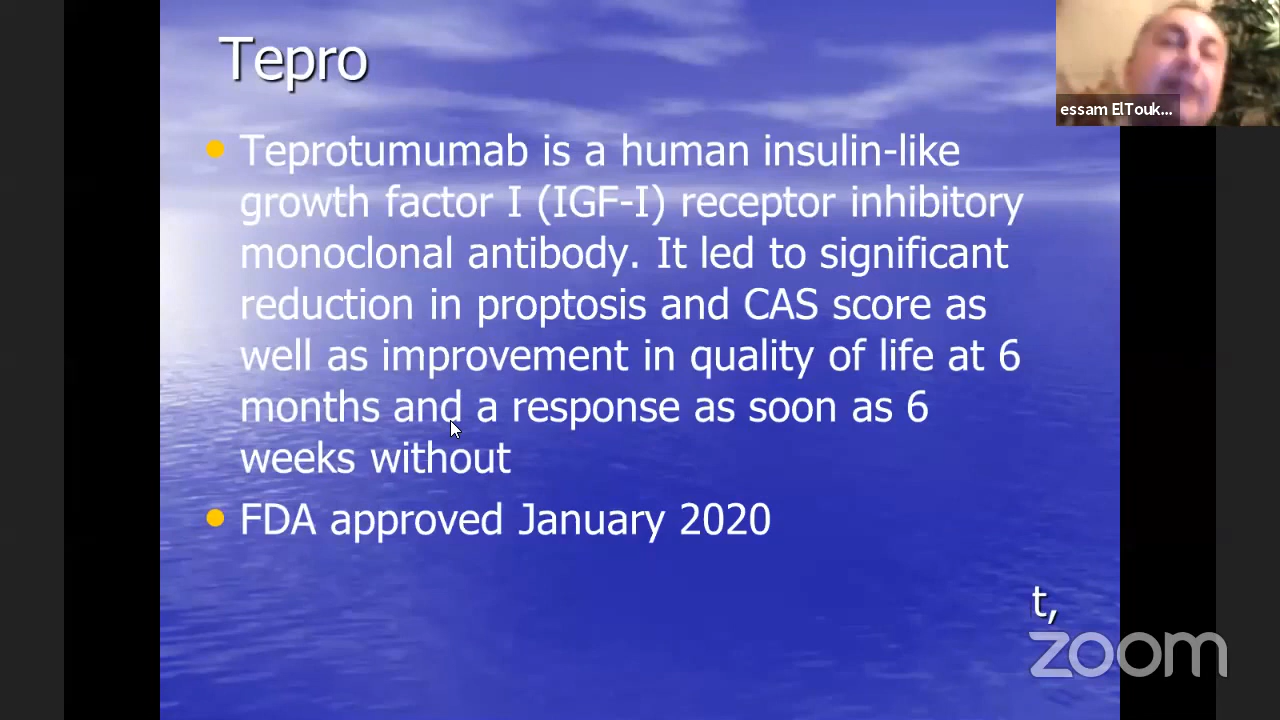 Tepro
essam ElTouk...
Teprotumumab is a human insulin-like
growth factor I (IGF-I) receptor inhibitory
monoclonal antibody. It led to significant
reduction in proptosis and CAS score as
well as improvement in quality of life at 6
months and a response as soon as 6
weeks without
FDA approved January 2020
t,
zoom